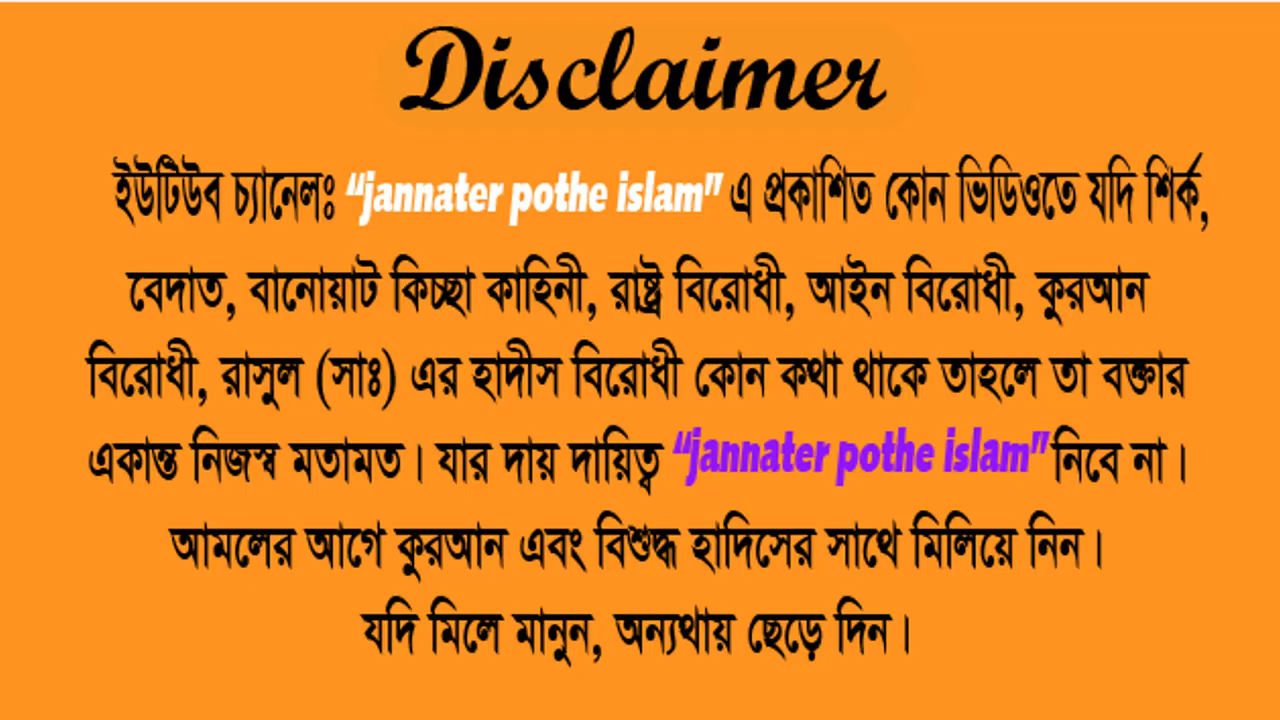 Disclaimer
ইউটিউব চ্যানেলঃ “jannater pothe islam” এ প্রকাশিত কোন ভিডিওতে যদি শির্ক,
বেদাত, বানোয়াট কিচ্ছা কাহিনী, রাষ্ট্র বিরোধী, আইন বিরোধী, কুরআন
বিরোধী, রাসুল (সাঃ) এর হাদীস বিরোধী কোন কথা থাকে তাহলে তা বক্তার
একান্ত নিজস্ব মতামত। যার দায় দায়িত্ব “jannater pothe islam” নিবে না।
আমলের আগে কুরআন এবং বিশুদ্ধ হাদিসের সাথে মিলিয়ে নিন।
যদি মিলে মানুন, অন্যথায় ছেড়ে দিন।